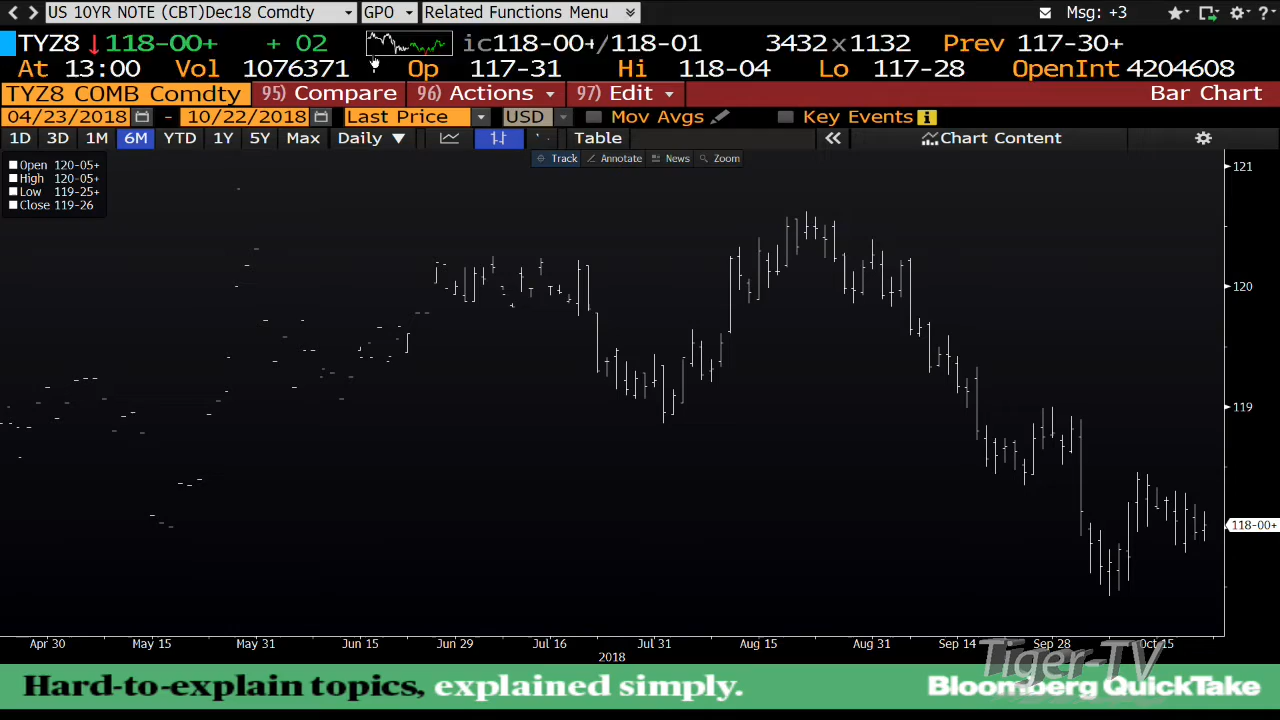 US 10YR NOTE (CBT)Dec18 Comdty GPO Related Functions Menu Msg: +3
TYZ8 ↓118-00+ + 02 ic118-00+/118-01 3432x1132 Prev 117-30+
At 13:00 Vol 1076371 Op 117-31 Hi 118-04 Lo 117-28 OpenInt 4204608
TYZ8 COMB Comdty 95) Compare 96) Actions 97) Edit Bar Chart
04/23/2018 - 10/22/2018 Last Price USD Mov Avgs Key Events i
1D 3D 1M 6M YTD 1Y 5Y Max Daily ▼ Table « Chart Content
Track Annotate News Zoom
Open 120-05+
High 120-05+
Low 119-25+
Close 119-26
121
120
119
118-00+
Apr 30 May 15 May 31 Jun 15 Jun 29 Jul 16 Jul 31 Aug 15 Aug 31 Sep 14 Sep 28 Oct 15
2018
Tiger-TV
Hard-to-explain topics, explained simply. Bloomberg QuickTake